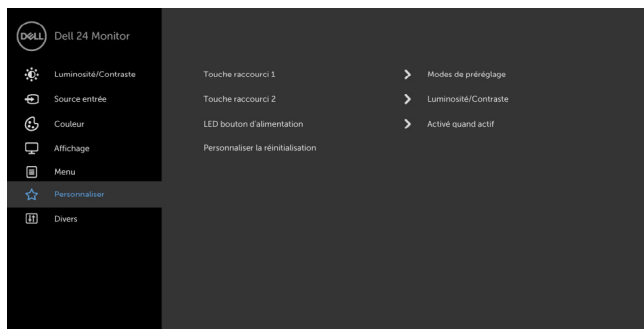 DELL Dell 24 Monitor
Luminosité/Contraste Touche raccourci 1 Modes de préréglage
Source entrée Touche raccourci 2 Luminosité/Contraste
Couleur LED bouton d'alimentation Activé quand actif
Affichage Personnaliser la réinitialisation
Menu
Personnaliser
Divers